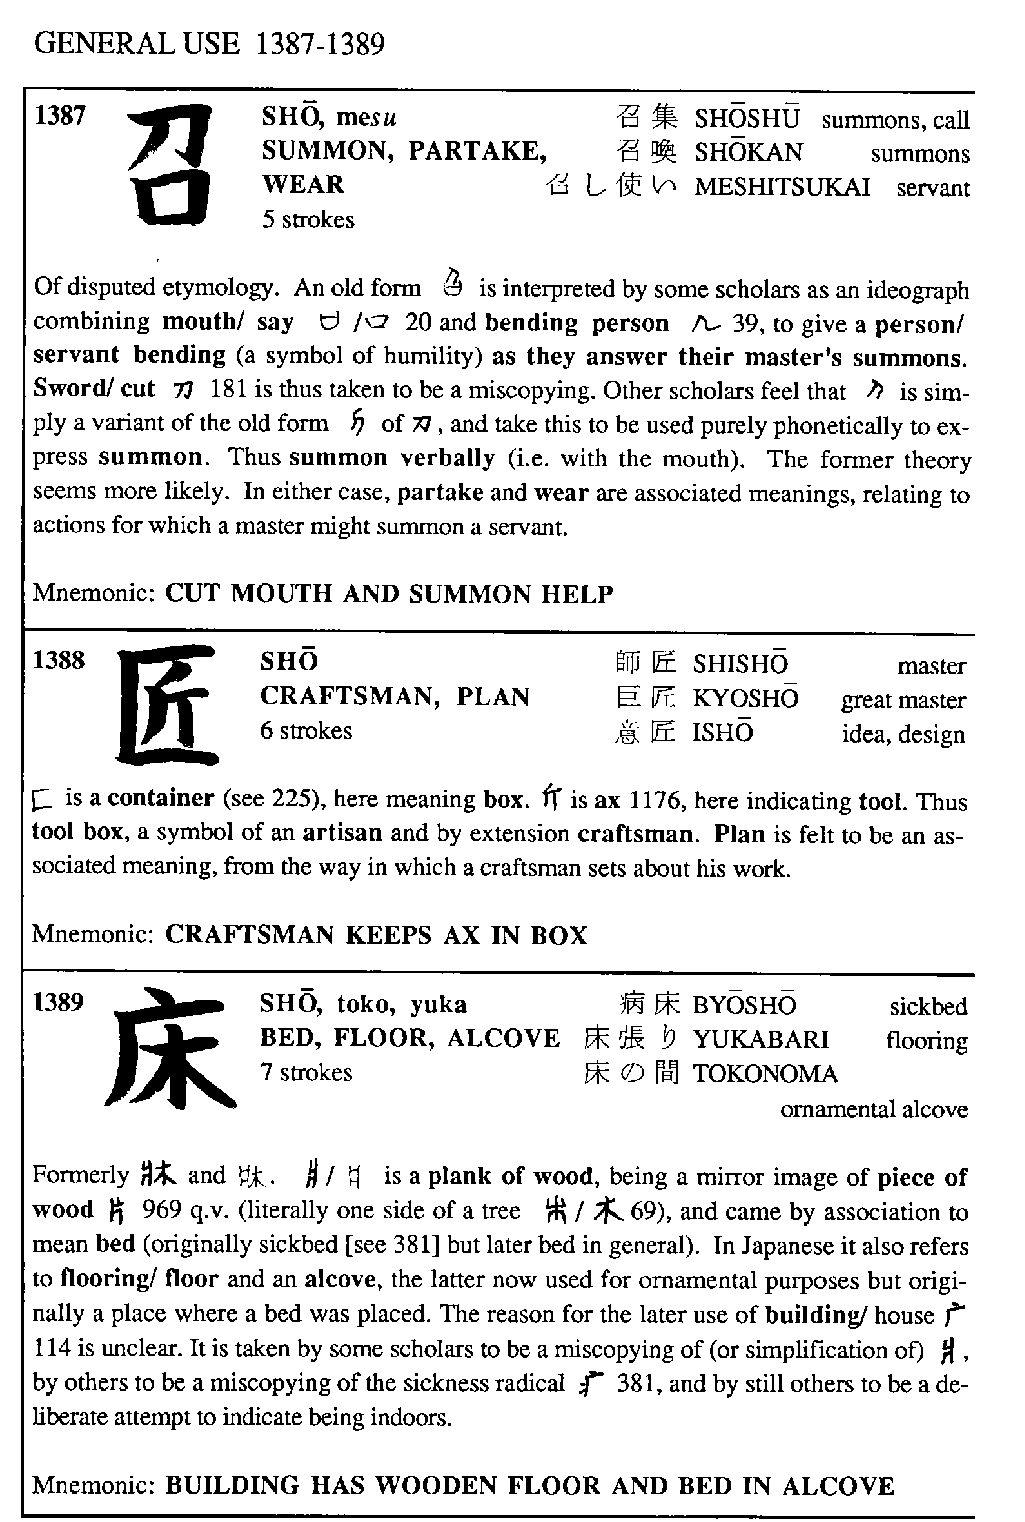 GENERAL USE 1387-1389
1387 召 SHŌ, mesu 召集 SHŌSHŪ summons, call
SUMMON, PARTAKE, 召喚 SHŌKAN summons
WEAR 召し使い MESHITSUKAI servant
5 strokes
Of disputed etymology. An old form is interpreted by some scholars as an ideograph
combining mouth/ say 20 and bending person 39, to give a person/
servant bending (a symbol of humility) as they answer their master's summons.
Sword/ cut 刀 181 is thus taken to be a miscopying. Other scholars feel that is sim-
ply a variant of the old form of 刀, and take this to be used purely phonetically to ex-
press summon. Thus summon verbally (i.e. with the mouth). The former theory
seems more likely. In either case, partake and wear are associated meanings, relating to
actions for which a master might summon a servant.
Mnemonic: CUT MOUTH AND SUMMON HELP
1388 匠 SHŌ 師匠 SHISHŌ master
CRAFTSMAN, PLAN 巨匠 KYOSHŌ great master
6 strokes 意匠 ISHŌ idea, design
匚 is a container (see 225), here meaning box. 斤 is ax 1176, here indicating tool. Thus
tool box, a symbol of an artisan and by extension craftsman. Plan is felt to be an as-
sociated meaning, from the way in which a craftsman sets about his work.
Mnemonic: CRAFTSMAN KEEPS AX IN BOX
1389 床 SHŌ, toko, yuka 病床 BYŌSHŌ sickbed
BED, FLOOR, ALCOVE 床張り YUKABARI flooring
7 strokes 床の間 TOKONOMA
ornamental alcove
Formerly 牀 and . 爿/ is a plank of wood, being a mirror image of piece of
wood 片 969 q.v. (literally one side of a tree / 木 69), and came by association to
mean bed (originally sickbed [see 381] but later bed in general). In Japanese it also refers
to flooring/ floor and an alcove, the latter now used for ornamental purposes but origi-
nally a place where a bed was placed. The reason for the later use of building/ house 广
114 is unclear. It is taken by some scholars to be a miscopying of (or simplification of) 爿,
by others to be a miscopying of the sickness radical 疒 381, and by still others to be a de-
liberate attempt to indicate being indoors.
Mnemonic: BUILDING HAS WOODEN FLOOR AND BED IN ALCOVE